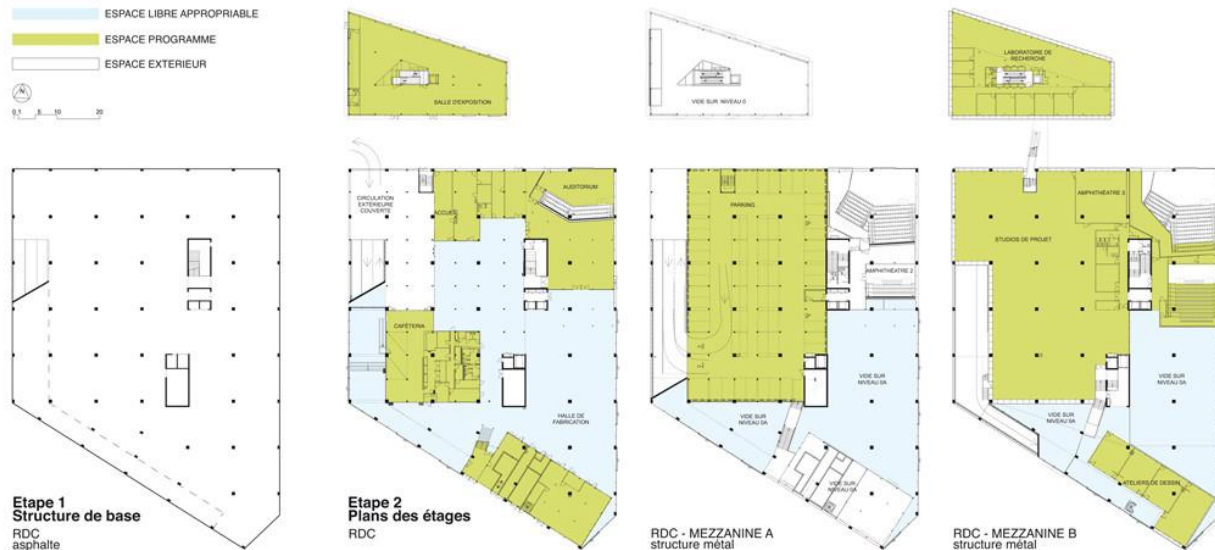 ESPACE LIBRE APPROPRIABLE
ESPACE PROGRAMME
ESPACE EXTERIEUR
N
0 1 5 10 20
SALLE D'EXPOSITION
VIDE SUR NIVEAU 0
LABORATOIRE DE
RECHERCHE
CIRCULATION
EXTÉRIEURE
COUVERTE
ACCUEIL
AUDITORIUM
CAFÉTERIA
HALLE DE
FABRICATION
PARKING
AMPHITHÉATRE 2
VIDE SUR
NIVEAU 0A
VIDE SUR
NIVEAU 0A
VIDE SUR
NIVEAU 0A
AMPHITHÉATRE 3
STUDIOS DE PROJET
VIDE SUR
NIVEAU 0A
VIDE SUR
NIVEAU 0A
ATELIERS DE DESSIN
Etape 1
Structure de base
RDC
asphalte
Etape 2
Plans des étages
RDC
RDC - MEZZANINE A
structure métal
RDC - MEZZANINE B
structure métal